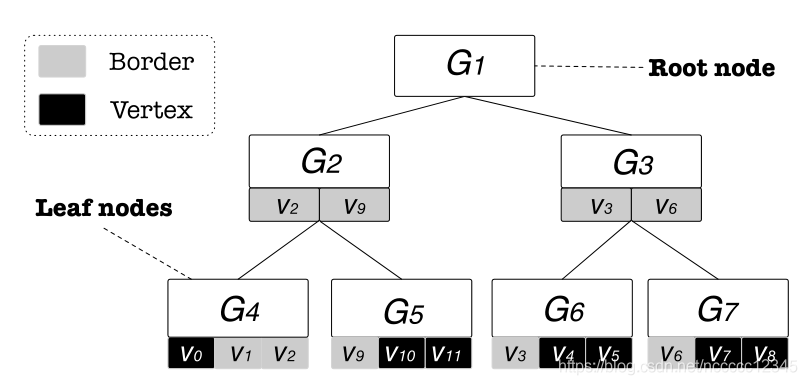 Border
Vertex
G1
Root node
G2
G3
V2 V9
V3 V6
Leaf nodes
G4
G5
G6
G7
V0 V1 V2
V9 V10 V11
V3 V4 V5
V6 V7 V8
https://blog.csdn.net/nccccc12345